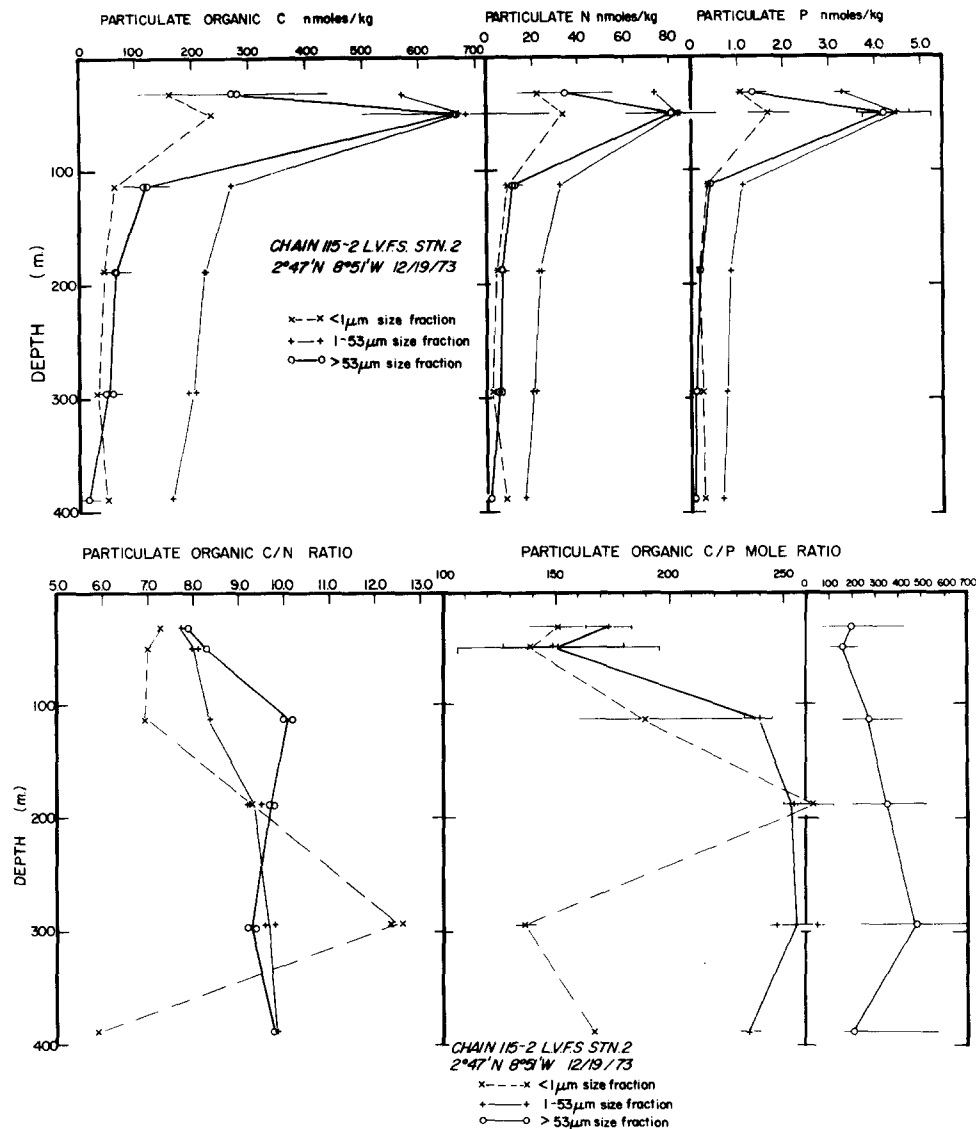 PARTICULATE ORGANIC C nmoles/kg
0 100 200 300 400 500 600 700
PARTICULATE N nmoles/kg
0 20 40 60 80
PARTICULATE P nmoles/kg
0 1.0 2.0 3.0 4.0 5.0
DEPTH (m.)
100
200
300
400
CHAIN 115-2 L.V.F.S. STN. 2
2°47'N 8°51'W 12/19/73
x---x <1μm size fraction
+——+ 1-53μm size fraction
o——o >53μm size fraction
PARTICULATE ORGANIC C/N RATIO
5.0 6.0 7.0 8.0 9.0 10.0 11.0 12.0 13.0
PARTICULATE ORGANIC C/P MOLE RATIO
100 150 200 250
0 100 200 300 400 500 600 700
DEPTH (m.)
100
200
300
400
CHAIN 115-2 L.V.F.S STN. 2
2°47'N 8°51'W 12/19/73
x----x <1μm size fraction
+——+ 1-53μm size fraction
o——o >53μm size fraction